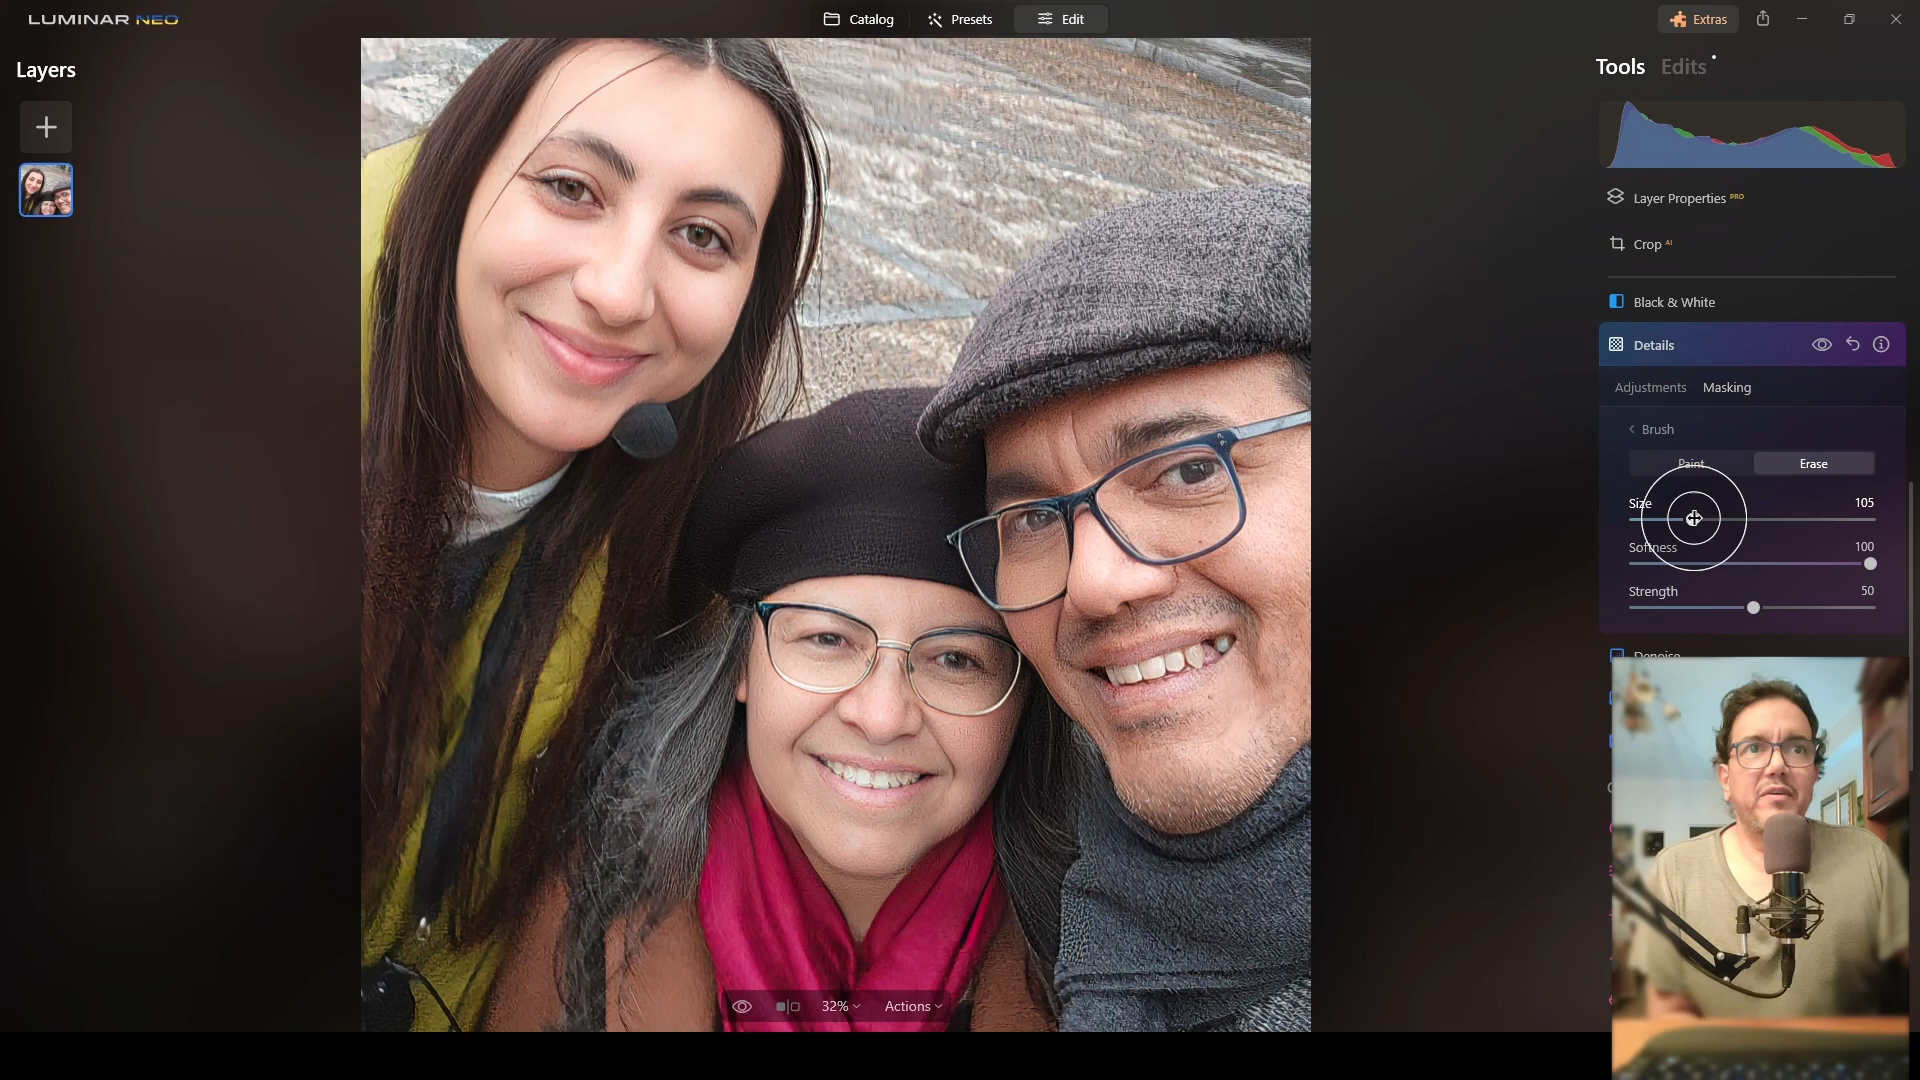 LUMINAR NEO
Catalog
Presets
Edit
Extras
Layers
Tools Edits
Layer Properties PRO
Crop AI
Black & White
Details
Adjustments Masking
Brush
Paint Erase
Size 105
Softness 100
Strength 50
Denoise
32% Actions